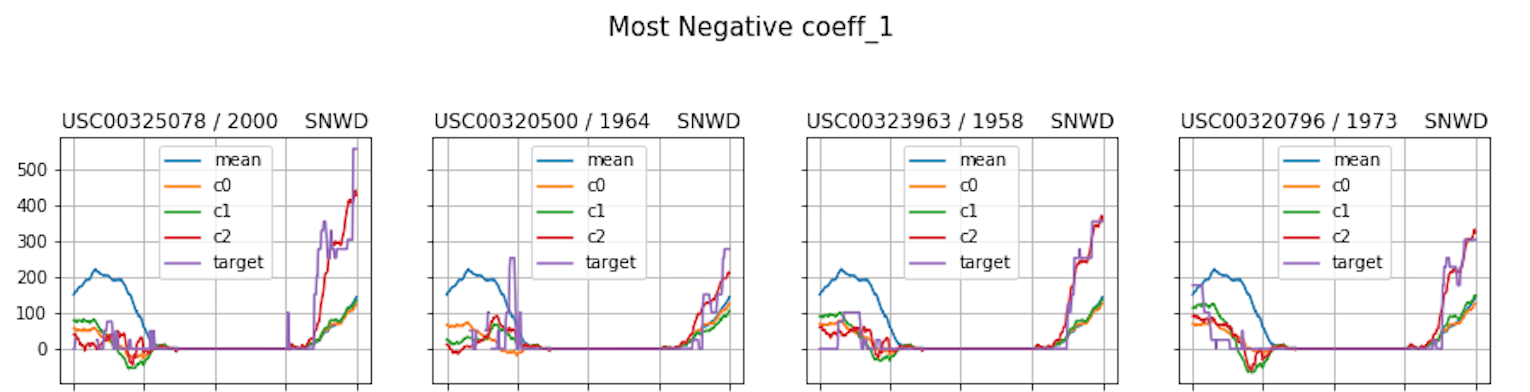 Most Negative coeff_1
USC00325078 / 2000 SNWD
USC00320500 / 1964 SNWD
USC00323963 / 1958 SNWD
USC00320796 / 1973 SNWD
500
400
300
200
100
0
mean
c0
c1
c2
target
mean
c0
c1
c2
target
mean
c0
c1
c2
target
mean
c0
c1
c2
target